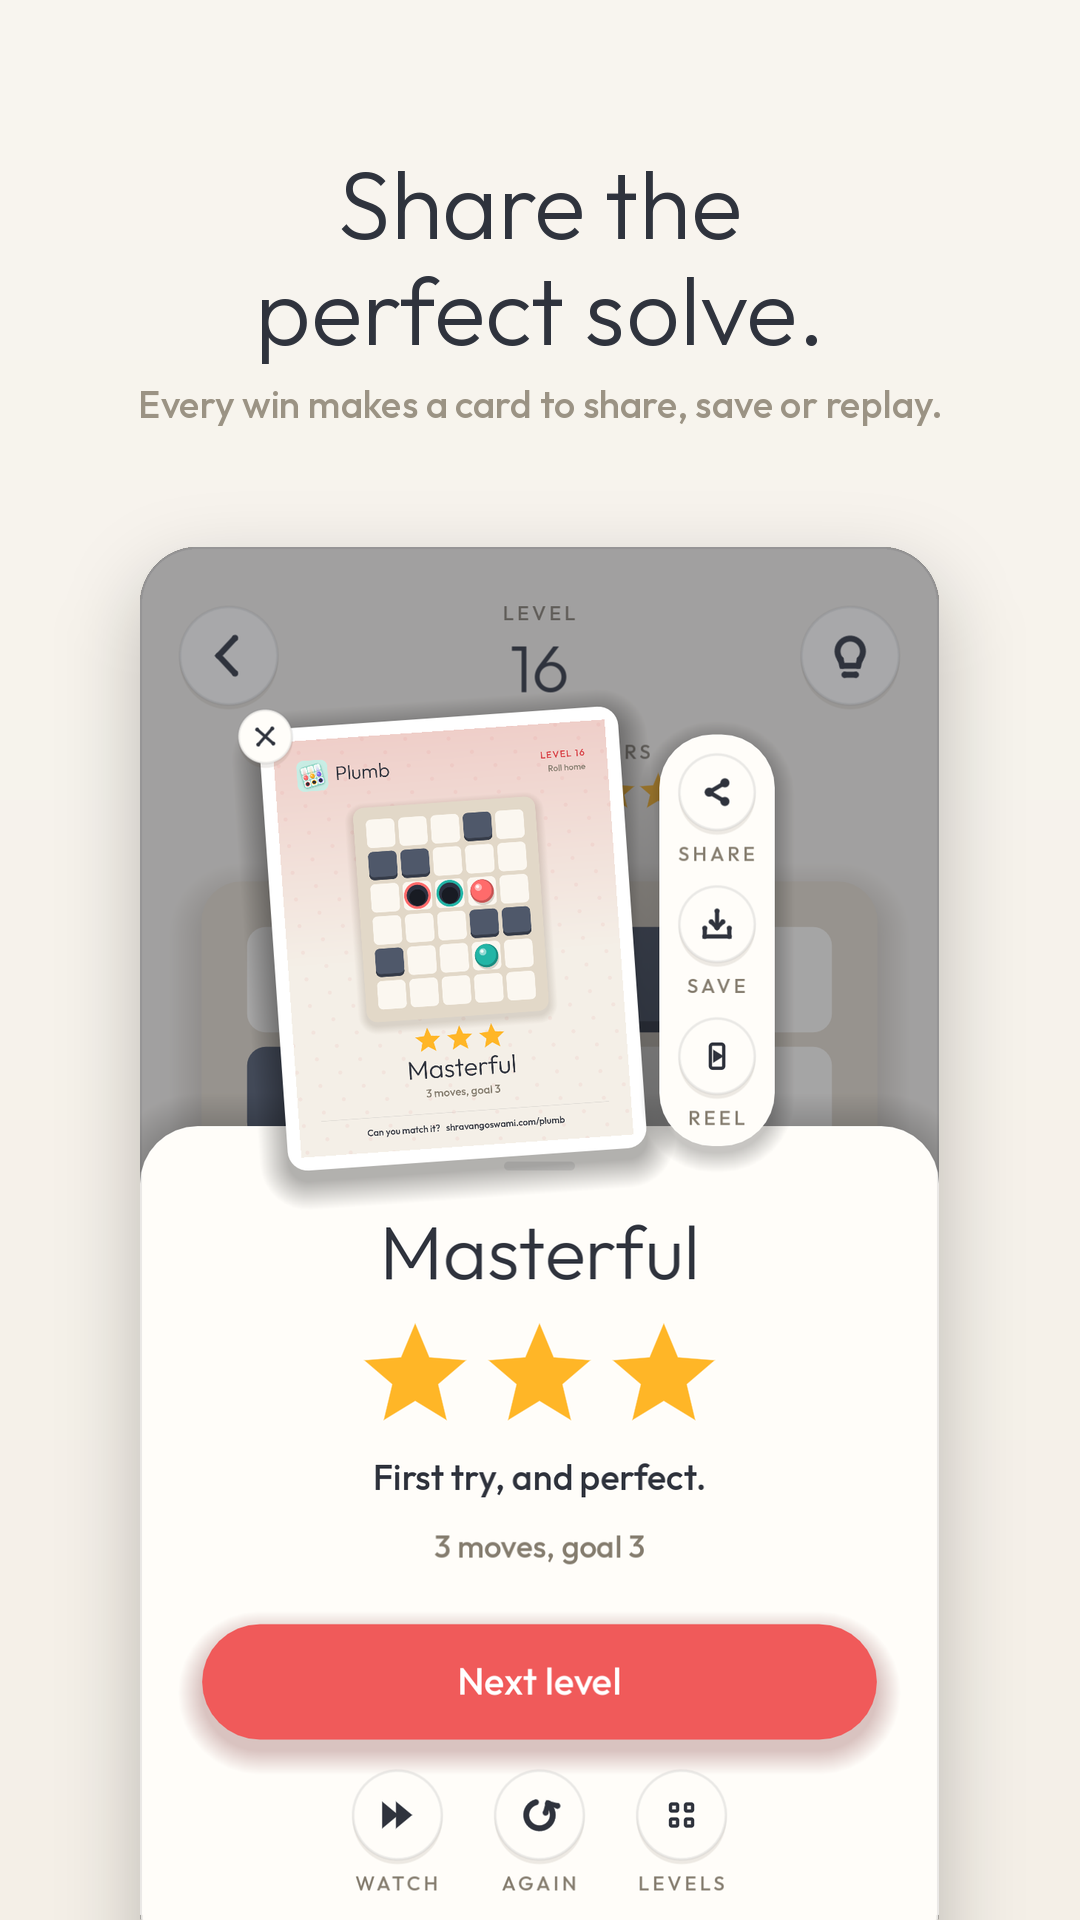 Share the
perfect solve.
Every win makes a card to share, save or replay.
LEVEL
16
RS
Plumb
LEVEL 16
Roll home
Masterful
3 moves, goal 3
Can you match it? shravangoswami.com/plumb
SHARE
SAVE
REEL
Masterful
First try, and perfect.
3 moves, goal 3
Next level
WATCH
AGAIN
LEVELS